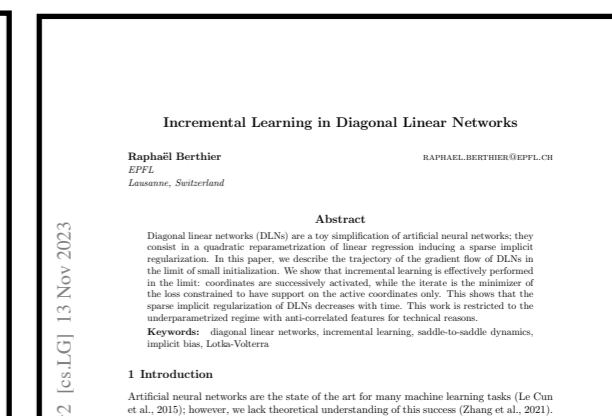 Incremental Learning in Diagonal Linear Networks
Raphaël Berthier RAPHAEL.BERTHIER@EPFL.CH
EPFL
Lausanne, Switzerland
Abstract
Diagonal linear networks (DLNs) are a toy simplification of artificial neural networks; they
consist in a quadratic reparametrization of linear regression inducing a sparse implicit
regularization. In this paper, we describe the trajectory of the gradient flow of DLNs in
the limit of small initialization. We show that incremental learning is effectively performed
in the limit: coordinates are successively activated, while the iterate is the minimizer of
the loss constrained to have support on the active coordinates only. This shows that the
sparse implicit regularization of DLNs decreases with time. This work is restricted to the
underparametrized regime with anti-correlated features for technical reasons.
Keywords: diagonal linear networks, incremental learning, saddle-to-saddle dynamics,
implicit bias, Lotka-Volterra
1 Introduction
Artificial neural networks are the state of the art for many machine learning tasks (Le Cun
et al., 2015); however, we lack theoretical understanding of this success (Zhang et al., 2021).
2 [cs.LG] 13 Nov 2023